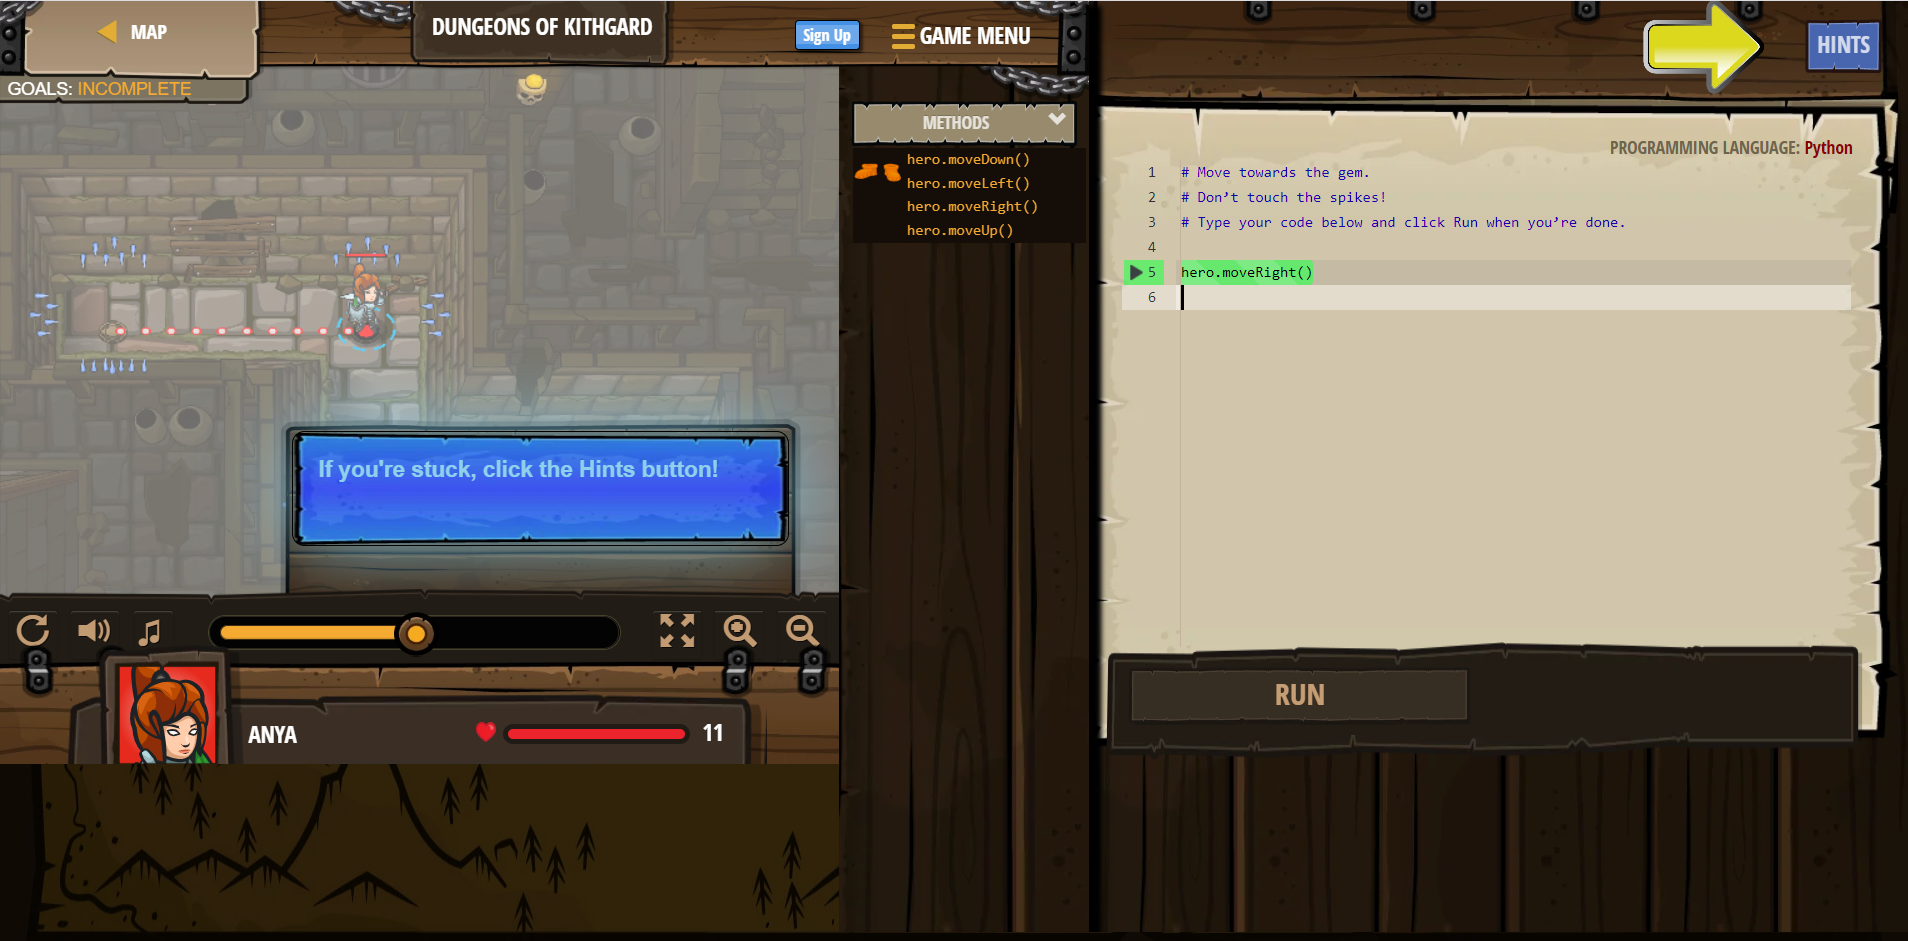 MAP
DUNGEONS OF KITHGARD
Sign Up
GAME MENU
HINTS
GOALS: INCOMPLETE
METHODS
hero.moveDown()
hero.moveLeft()
hero.moveRight()
hero.moveUp()
PROGRAMMING LANGUAGE: Python
1 # Move towards the gem.
2 # Don’t touch the spikes!
3 # Type your code below and click Run when you’re done.
4
5 hero.moveRight()
6
If you're stuck, click the Hints button!
RUN
ANYA
11